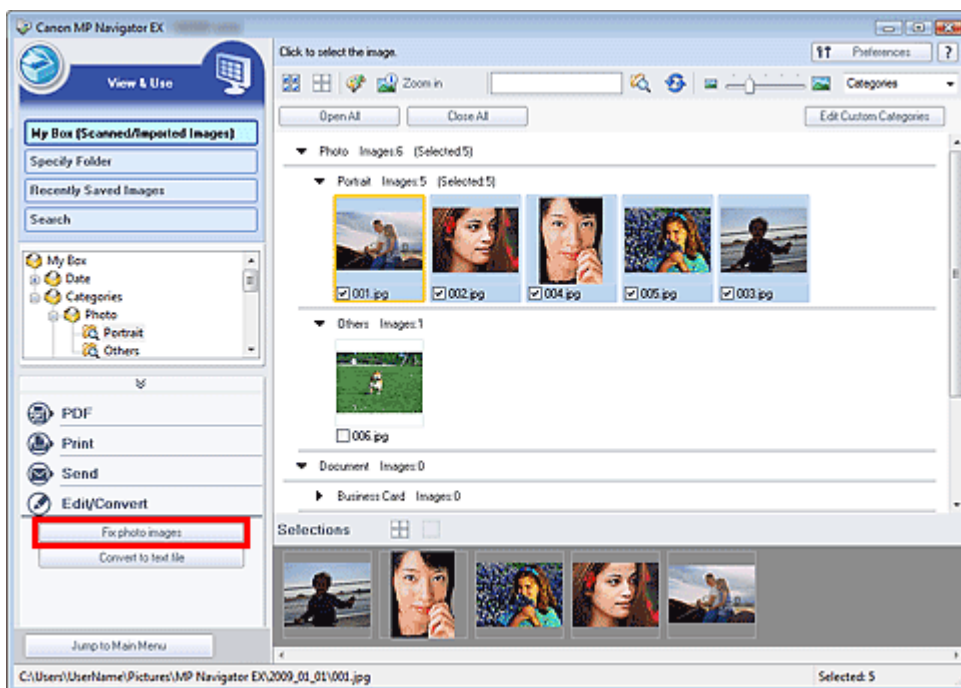 Canon MP Navigator EX
View & Use
My Box (Scanned/Imported Images)
Specify Folder
Recently Saved Images
Search
My Box
Date
Categories
Photo
Portrait
Others
PDF
Print
Send
Edit/Convert
Fix photo images
Convert to text file
Jump to Main Menu
Click to select the image.
Preferences
?
Zoom in
Categories
Open All
Close All
Edit Custom Categories
Photo Images:6 (Selected:5)
Portrait Images:5 (Selected:5)
001.jpg 002.jpg 004.jpg 005.jpg 003.jpg
Others Images:1
006.jpg
Document Images:0
Business Card Images:0
Selections
C:\Users\UserName\Pictures\MP Navigator EX\2009_01_01\001.jpg
Selected: 5